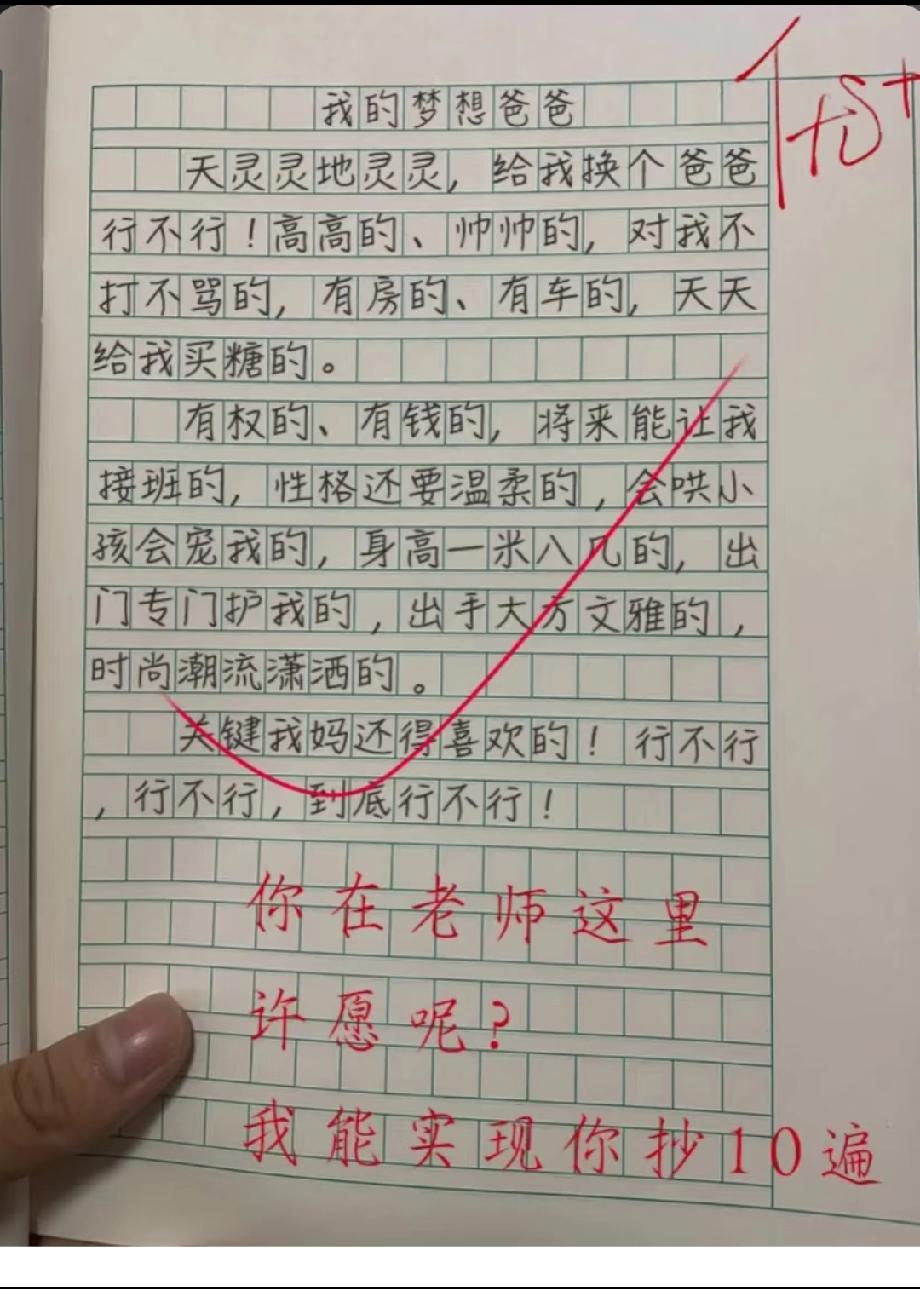 我的梦想爸爸
天灵灵地灵灵，给我换个爸爸
行不行！高高的、帅帅的，对我不
打不骂的，有房的、有车的，天天
给我买糖的。
有权的、有钱的，将来能让我
接班的，性格还要温柔的，会哄小
孩会宠我的，身高一米八几的，出
门专门护我的，出手大方文雅的，
时尚潮流潇洒的。
关键我妈还得喜欢的！行不行
，行不行，到底行不行！
你在老师这里
许愿呢？
我能实现你抄10遍